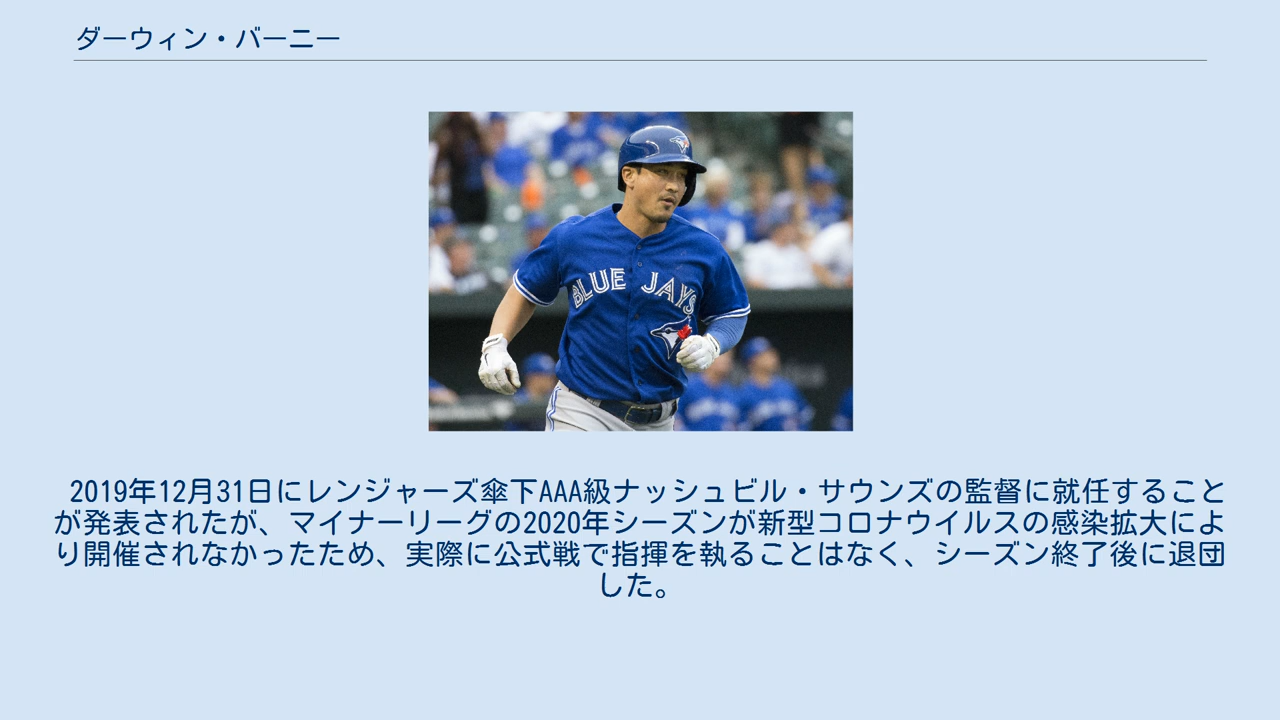 ダーウィン・バーニー
BLUE JAYS
2019年12月31日にレンジャーズ傘下AAA級ナッシュビル・サウンズの監督に就任すること
が発表されたが、マイナーリーグの2020年シーズンが新型コロナウイルスの感染拡大によ
り開催されなかったため、実際に公式戦で指揮を執ることはなく、シーズン終了後に退団
した。